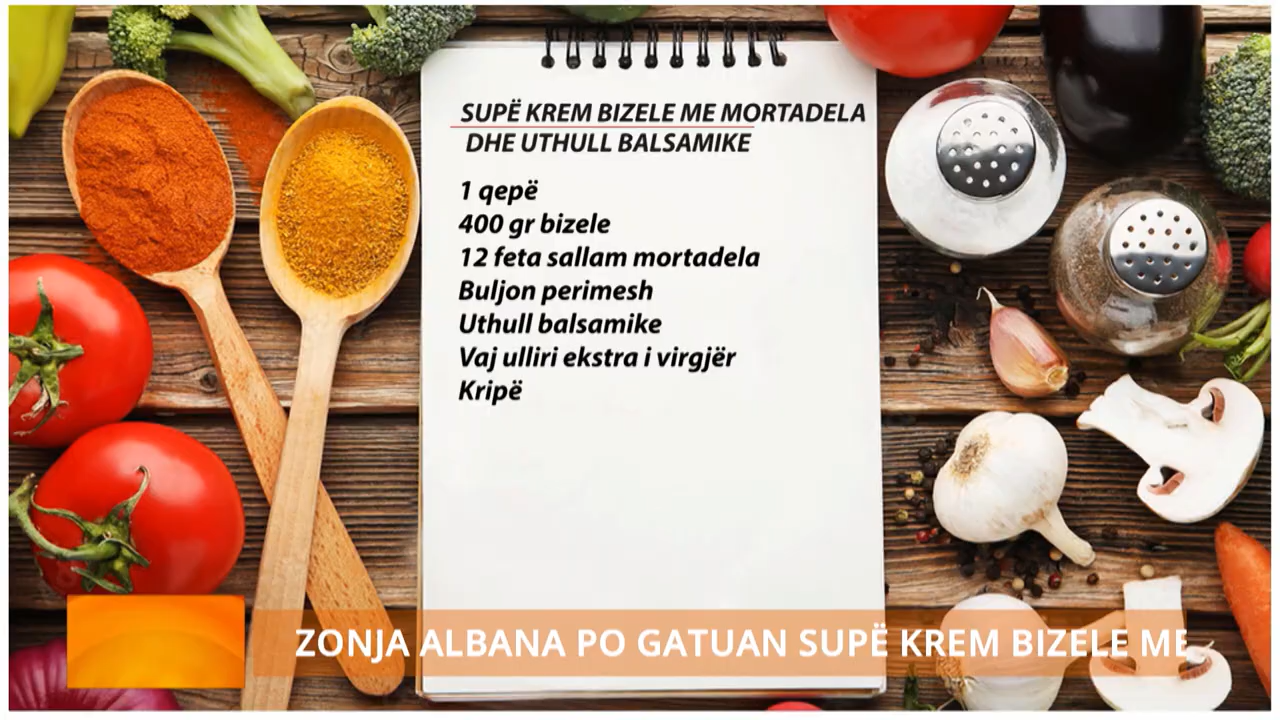 SUPË KREM BIZELE ME MORTADELA
DHE UTHULL BALSAMIKE
1 qepë
400 gr bizele
12 feta sallam mortadela
Buljon perimesh
Uthull balsamike
Vaj ulliri ekstra i virgjër
Kripë
ZONJA ALBANA PO GATUAN SUPË KREM BIZELE ME